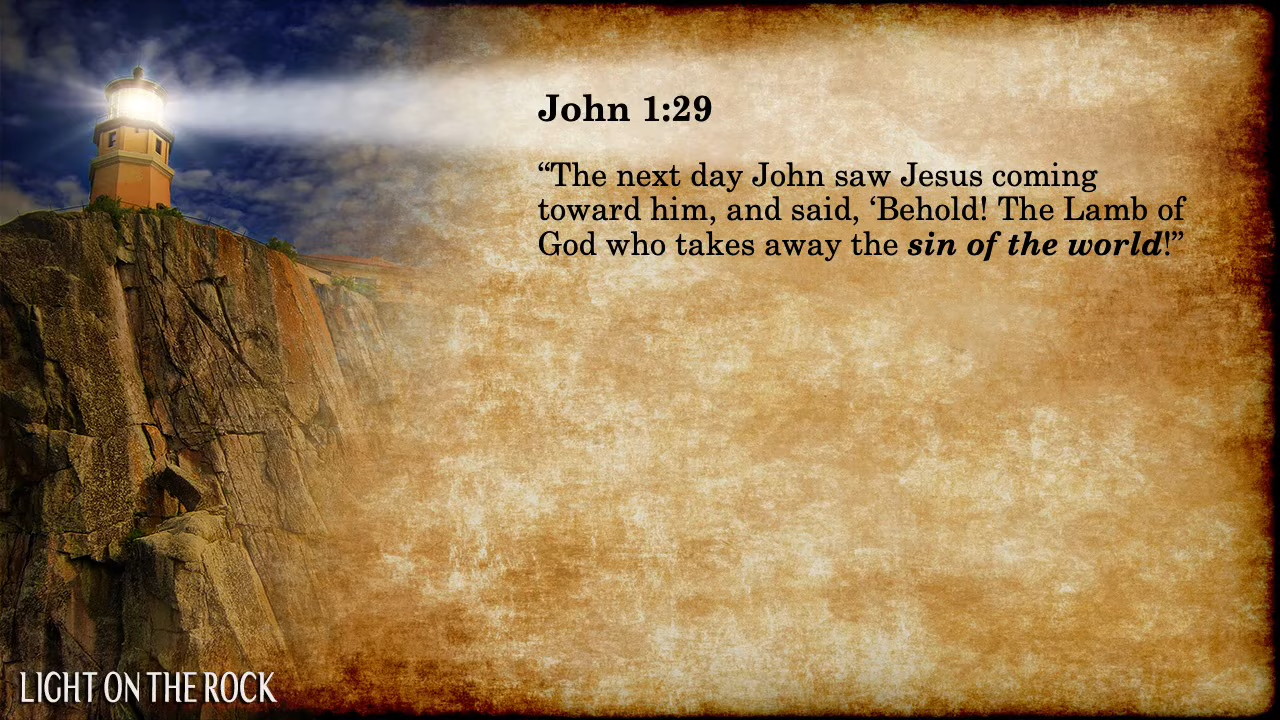 John 1:29
“The next day John saw Jesus coming
toward him, and said, ‘Behold! The Lamb of
God who takes away the sin of the world!”
LIGHT ON THE ROCK